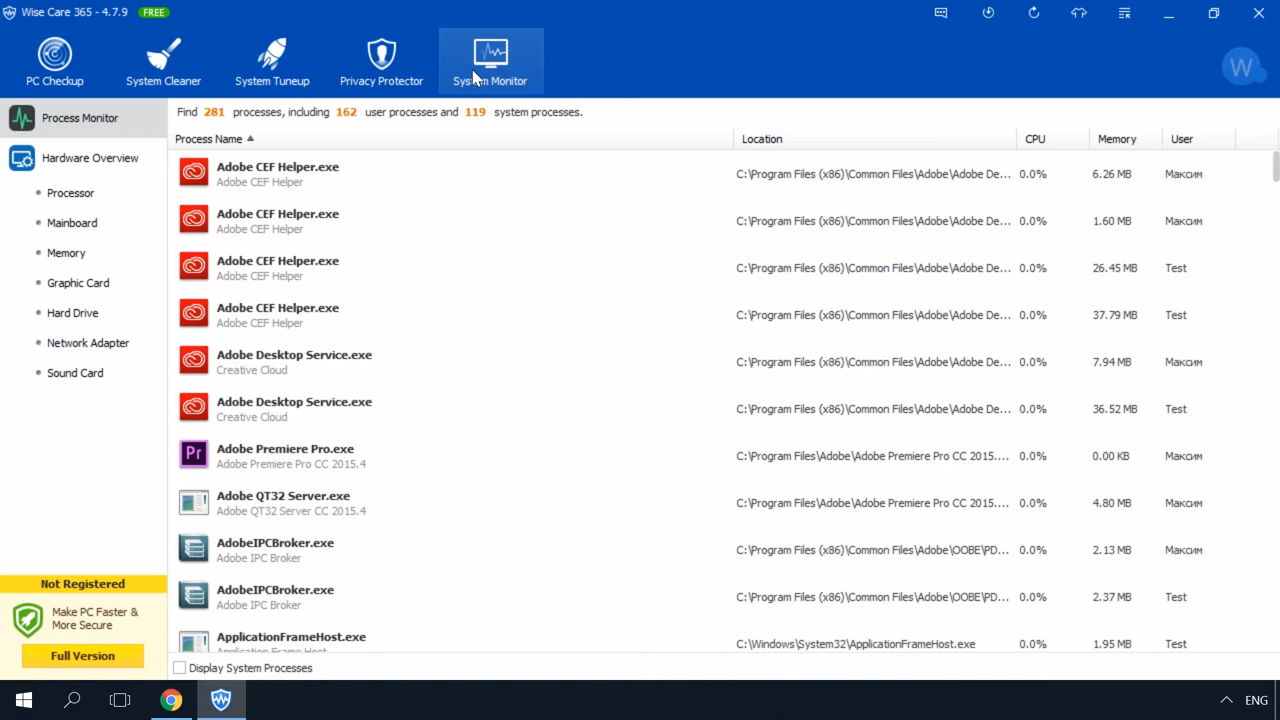 Wise Care 365 - 4.7.9 FREE
PC Checkup
System Cleaner
System Tuneup
Privacy Protector
System Monitor
W
Process Monitor
Hardware Overview
Processor
Mainboard
Memory
Graphic Card
Hard Drive
Network Adapter
Sound Card
Not Registered
Make PC Faster &
More Secure
Full Version
Find 281 processes, including 162 user processes and 119 system processes.
Process Name Location CPU Memory User
Adobe CEF Helper.exe
Adobe CEF Helper
C:\Program Files (x86)\Common Files\Adobe\Adobe De... 0.0% 6.26 MB Максим
Adobe CEF Helper.exe
Adobe CEF Helper
C:\Program Files (x86)\Common Files\Adobe\Adobe De... 0.0% 1.60 MB Максим
Adobe CEF Helper.exe
Adobe CEF Helper
C:\Program Files (x86)\Common Files\Adobe\Adobe De... 0.0% 26.45 MB Test
Adobe CEF Helper.exe
Adobe CEF Helper
C:\Program Files (x86)\Common Files\Adobe\Adobe De... 0.0% 37.79 MB Test
Adobe Desktop Service.exe
Creative Cloud
C:\Program Files (x86)\Common Files\Adobe\Adobe De... 0.0% 7.94 MB Максим
Adobe Desktop Service.exe
Creative Cloud
C:\Program Files (x86)\Common Files\Adobe\Adobe De... 0.0% 36.52 MB Test
Pr
Adobe Premiere Pro.exe
Adobe Premiere Pro CC 2015.4
C:\Program Files\Adobe\Adobe Premiere Pro CC 2015.... 0.0% 0.00 KB Максим
Adobe QT32 Server.exe
Adobe QT32 Server CC 2015.4
C:\Program Files\Adobe\Adobe Premiere Pro CC 2015.... 0.0% 4.80 MB Максим
AdobeIPCBroker.exe
Adobe IPC Broker
C:\Program Files (x86)\Common Files\Adobe\OOBE\PD... 0.0% 2.13 MB Максим
AdobeIPCBroker.exe
Adobe IPC Broker
C:\Program Files (x86)\Common Files\Adobe\OOBE\PD... 0.0% 2.37 MB Test
ApplicationFrameHost.exe
Application Frame Host
C:\Windows\System32\ApplicationFrameHost.exe 0.0% 1.95 MB Test
Display System Processes
ENG